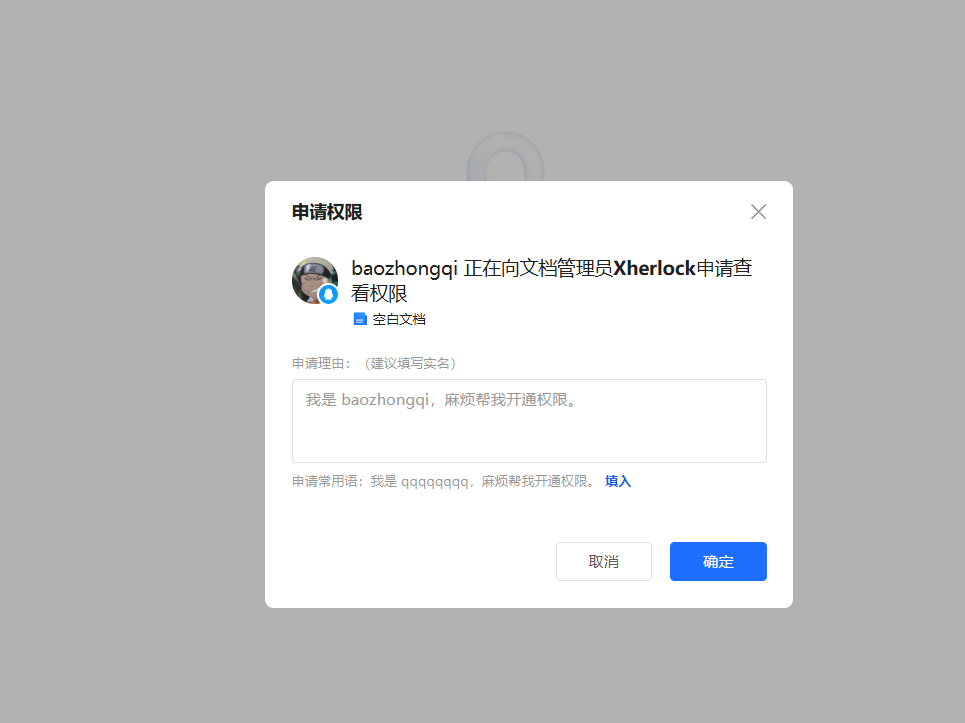 申请权限
baozhongqi 正在向文档管理员Xherlock申请查
看权限
空白文档
申请理由：（建议填写实名）
我是 baozhongqi，麻烦帮我开通权限。
申请常用语：我是 qqqqqqqq，麻烦帮我开通权限。 填入
取消 确定